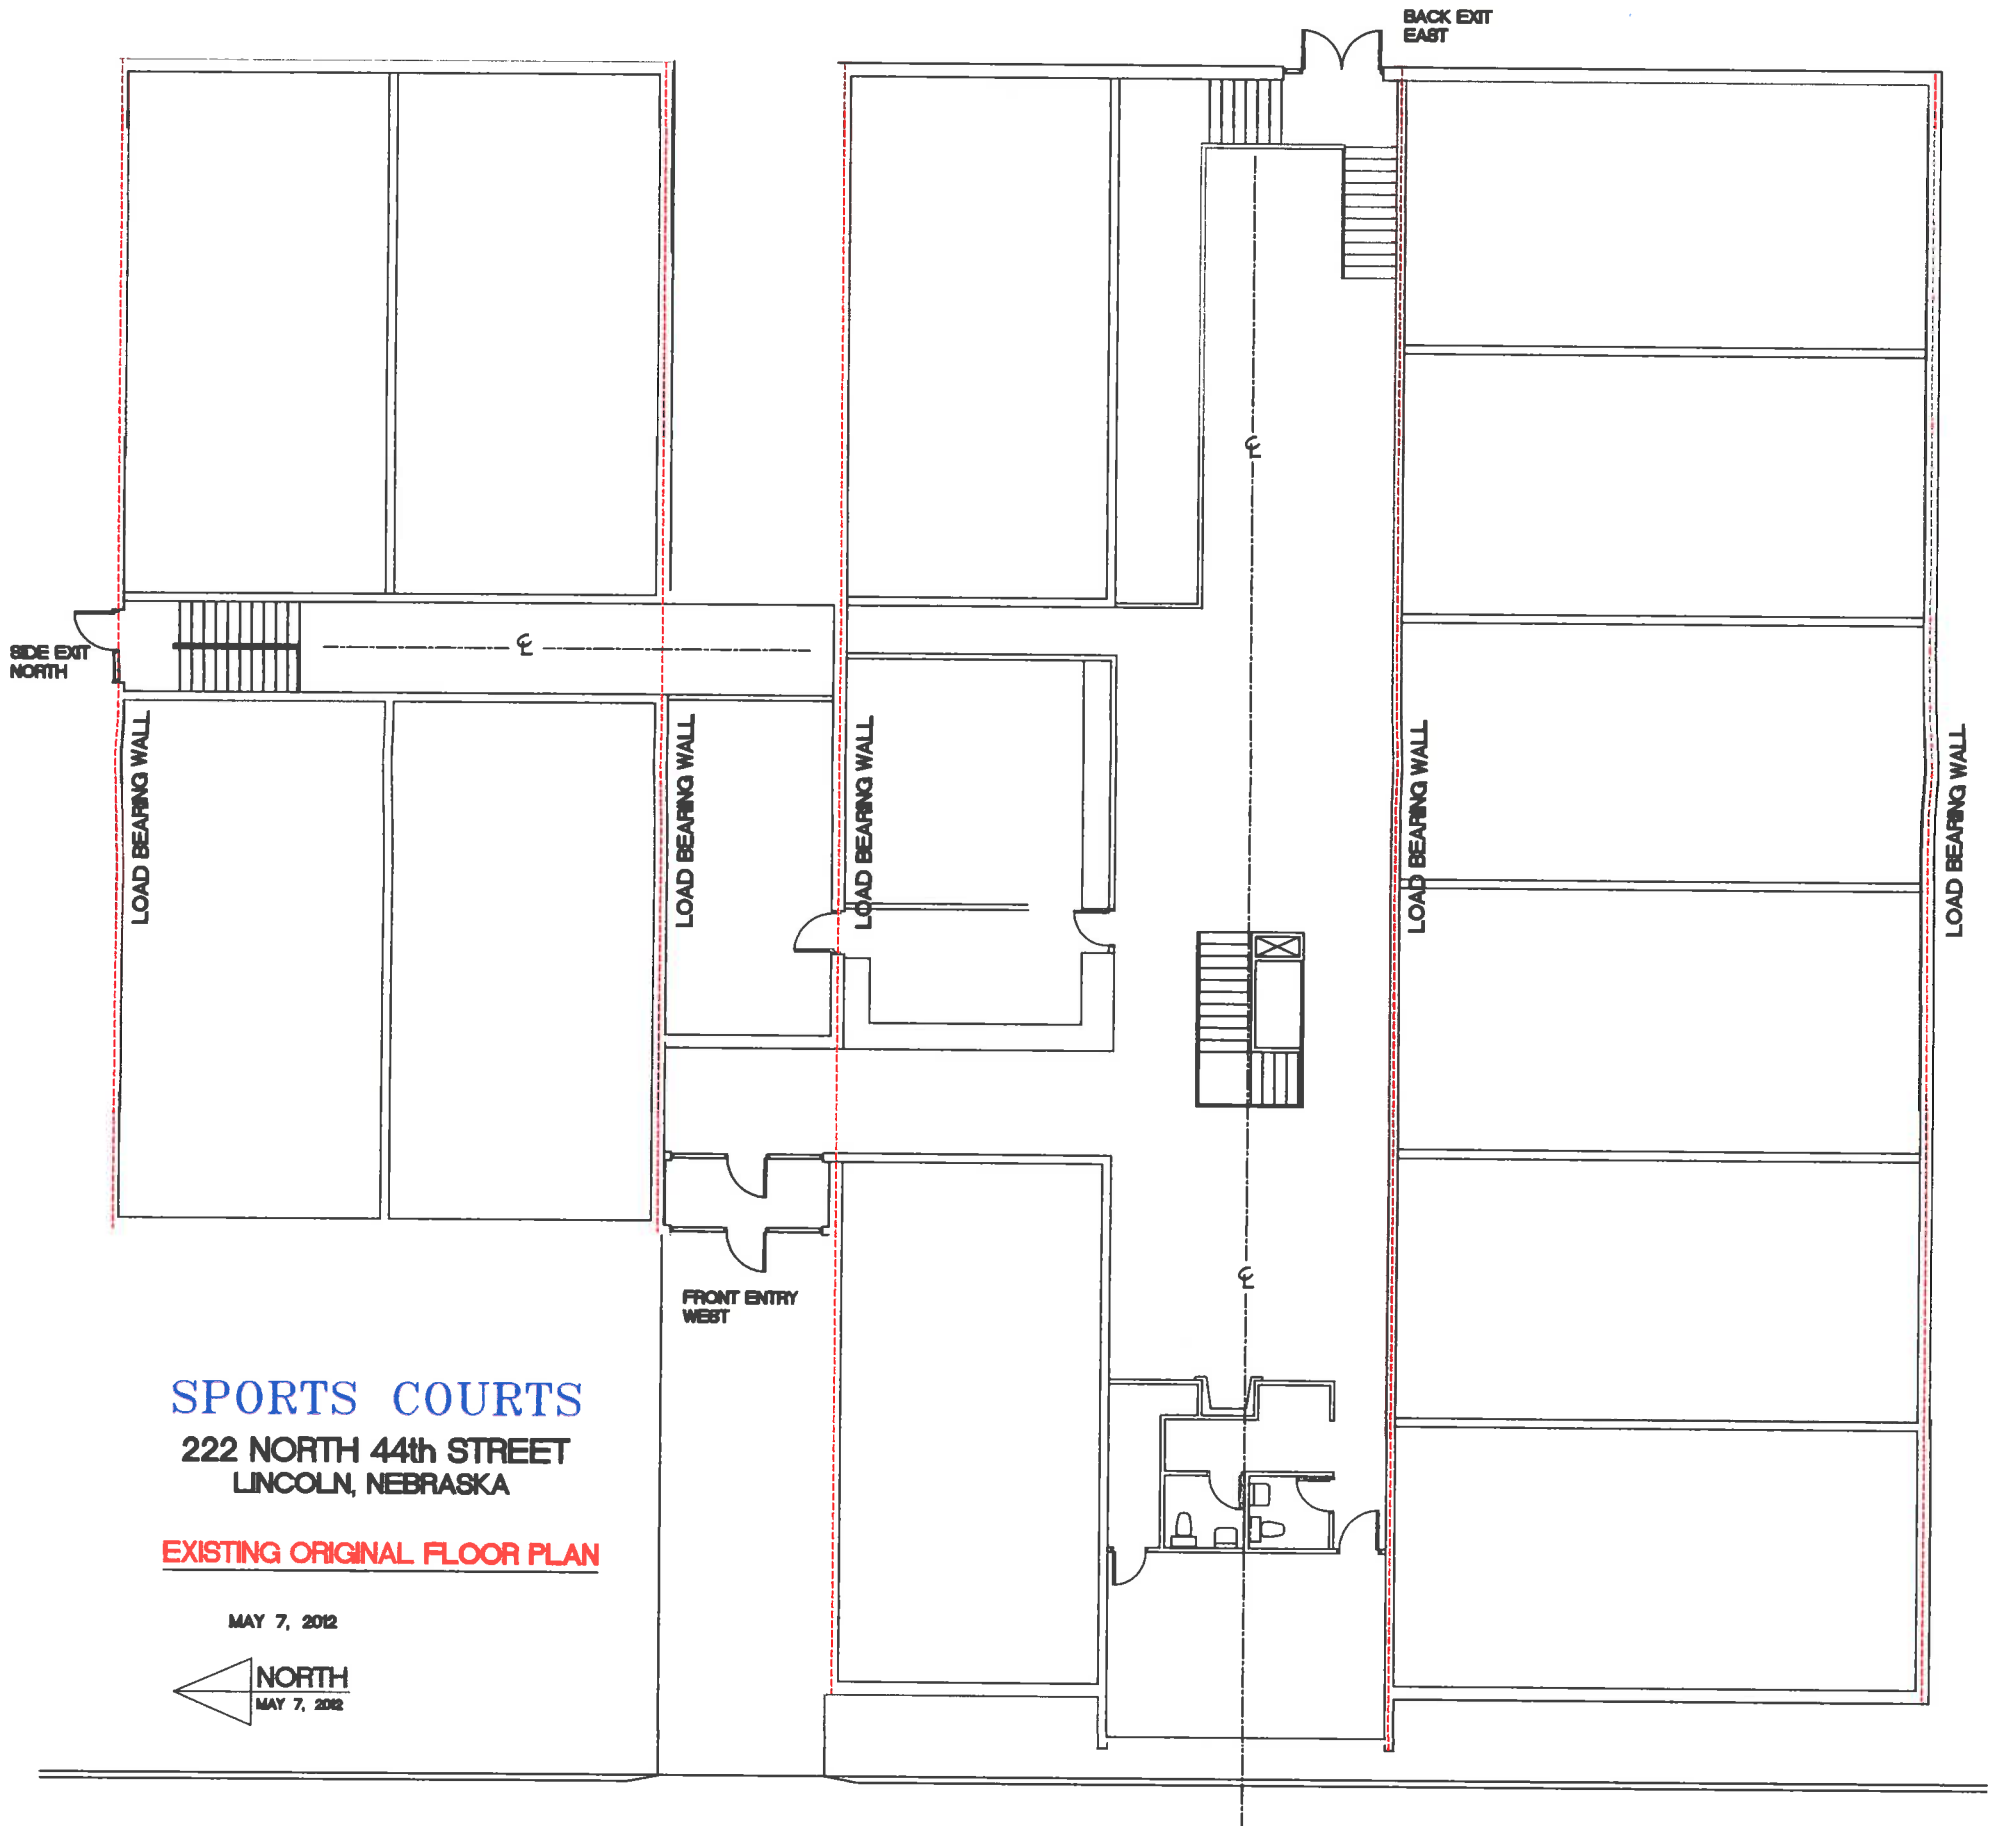 BACK EXIT
EAST
℄
℄
SIDE EXIT
NORTH
LOAD BEARING WALL
LOAD BEARING WALL
LOAD BEARING WALL
LOAD BEARING WALL
LOAD BEARING WALL
℄
FRONT ENTRY
WEST
SPORTS COURTS
222 NORTH 44th STREET
LINCOLN, NEBRASKA
EXISTING ORIGINAL FLOOR PLAN
MAY 7, 2012
NORTH
MAY 7, 2012